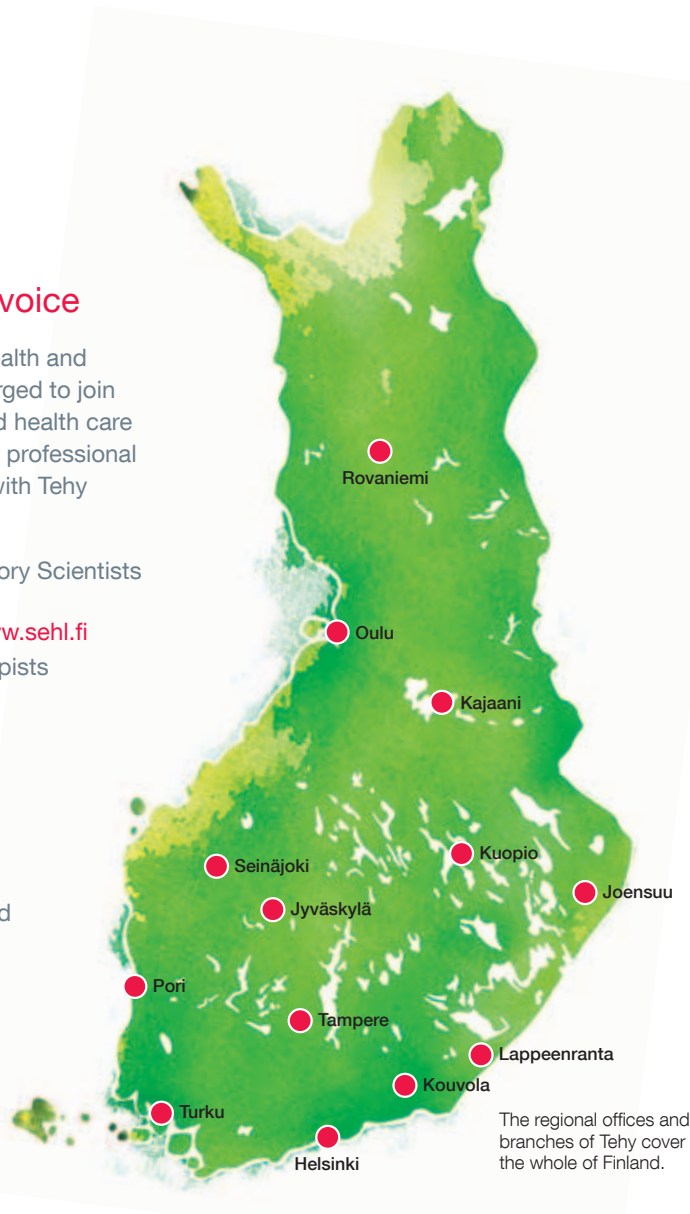 voice
alth and
rged to join
d health care
professional
with Tehy
ory Scientists
w.sehl.fi
pists
d
Rovaniemi
Oulu
Kajaani
Kuopio
Seinäjoki
Joensuu
Jyväskylä
Pori
Tampere
Lappeenranta
Kouvola
Turku
Helsinki
The regional offices and
branches of Tehy cover
the whole of Finland.